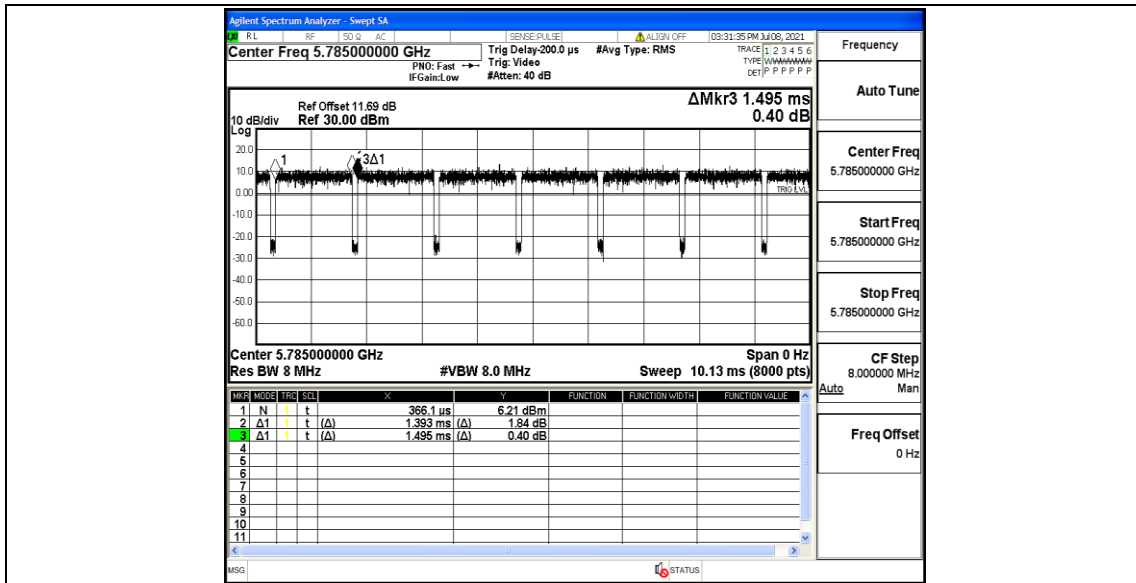 Agilent Spectrum Analyzer - Swept SA
RL RF 50 Ω AC SENSE:PULSE ALIGN OFF 03:31:35 PM Jul 08, 2021
Center Freq 5.785000000 GHz
PNO: Fast
IFGain:Low
Trig Delay-200.0 µs
Trig: Video
#Atten: 40 dB
#Avg Type: RMS
TRACE 1 2 3 4 5 6
TYPE
DET P P P P P P
ΔMkr3 1.495 ms
0.40 dB
Ref Offset 11.69 dB
10 dB/div Ref 30.00 dBm
Log
20.0
10.0
0.00
-10.0
-20.0
-30.0
-40.0
-50.0
-60.0
1
3Δ1
TRIG LVL
Center 5.785000000 GHz Span 0 Hz
Res BW 8 MHz #VBW 8.0 MHz Sweep 10.13 ms (8000 pts)
MKR MODE TRC SCL X Y FUNCTION FUNCTION WIDTH FUNCTION VALUE
1 N 1 t 366.1 µs 6.21 dBm
2 Δ1 1 t (Δ) 1.393 ms (Δ) 1.84 dB
3 Δ1 1 t (Δ) 1.495 ms (Δ) 0.40 dB
4
5
6
7
8
9
10
11
MSG STATUS
Frequency
Auto Tune
Center Freq
5.785000000 GHz
Start Freq
5.785000000 GHz
Stop Freq
5.785000000 GHz
CF Step
8.000000 MHz
Auto Man
Freq Offset
0 Hz